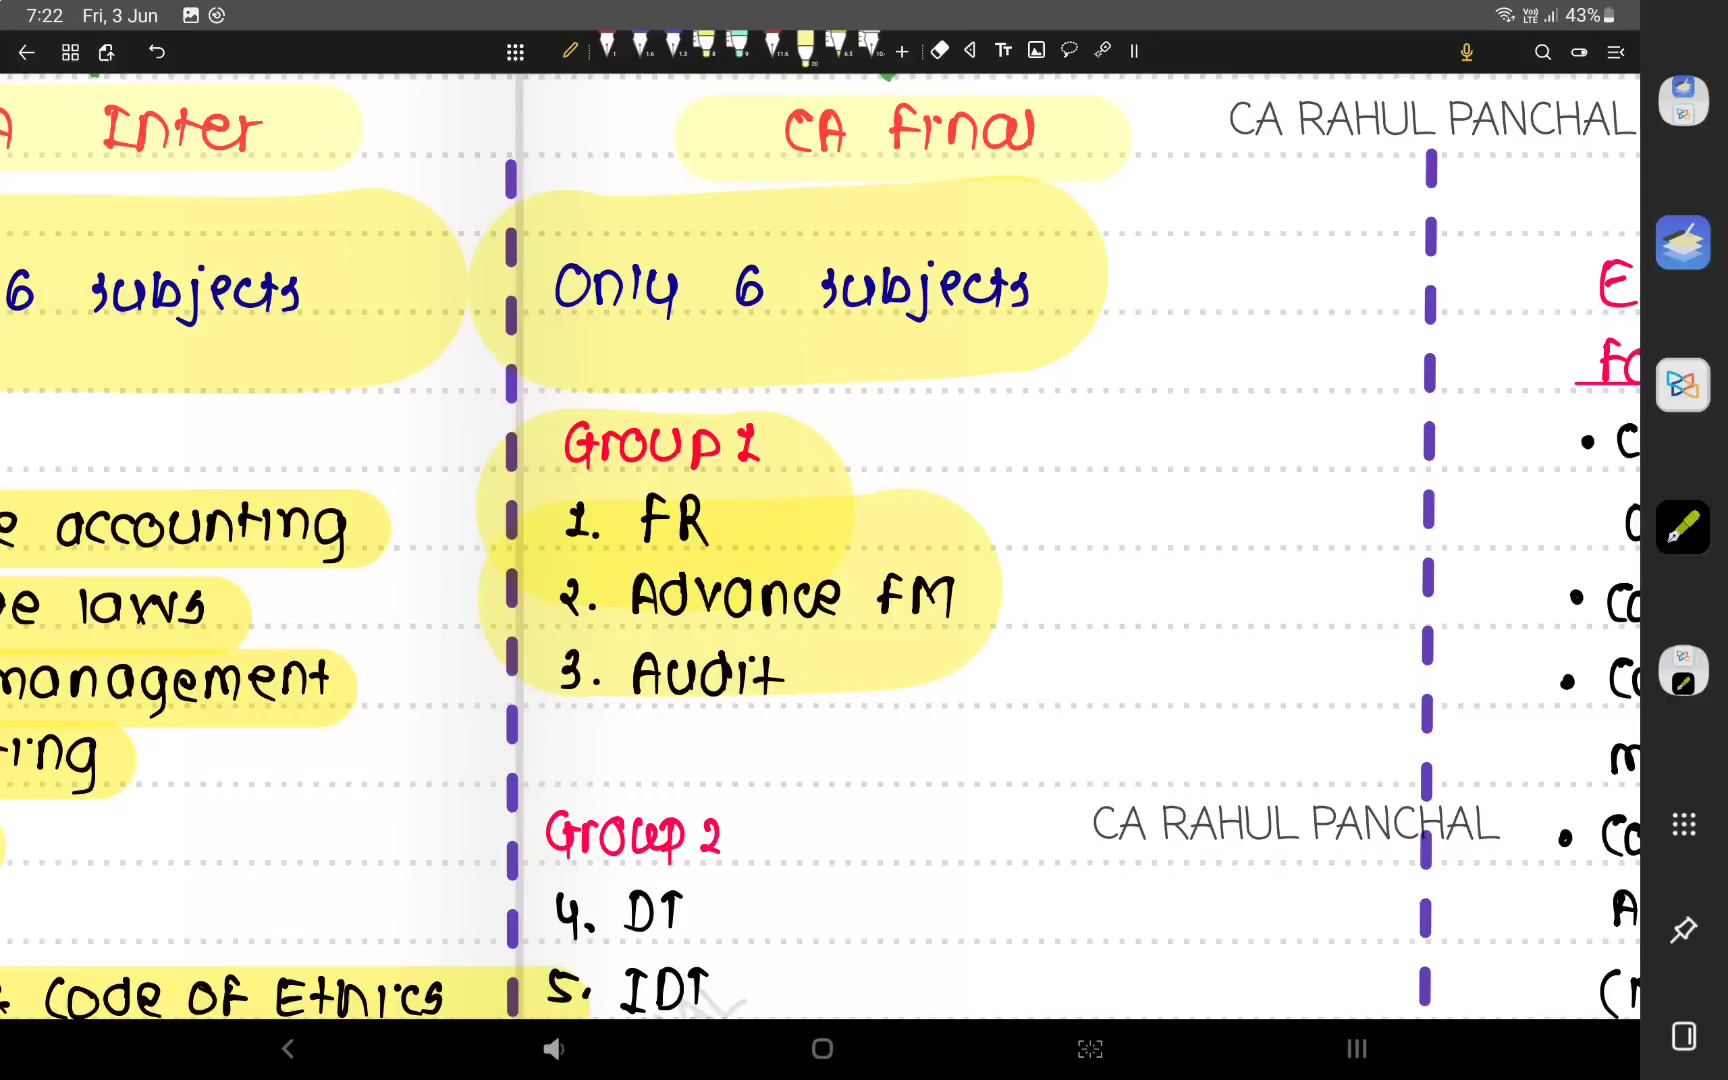 7:22 Fri, 3 Jun
43%
Inter
6 subjects
accounting
laws
management
ting
Code of Ethics
CA Final
Only 6 subjects
Group 1
1. FR
2. Advance FM
3. Audit
Group 2
4. DT
5. IDT
CA RAHUL PANCHAL
CA RAHUL PANCHAL